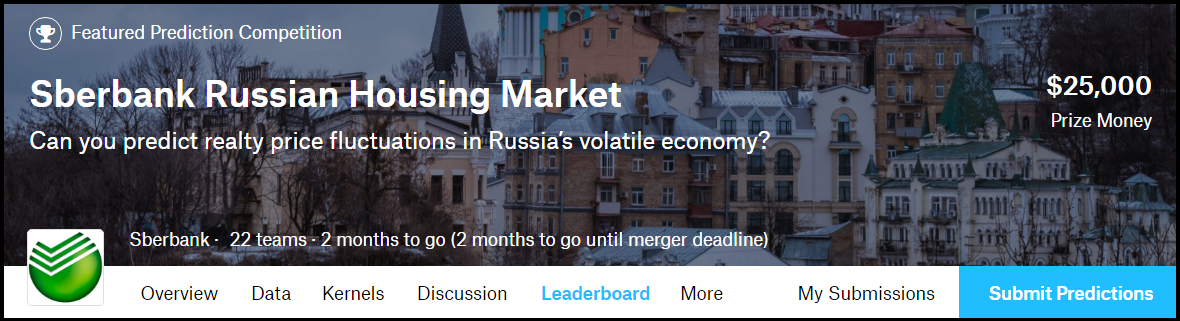 Featured Prediction Competition
Sberbank Russian Housing Market
Can you predict realty price fluctuations in Russia's volatile economy?
$25,000
Prize Money
Sberbank · 22 teams · 2 months to go (2 months to go until merger deadline)
Overview Data Kernels Discussion Leaderboard More My Submissions Submit Predictions